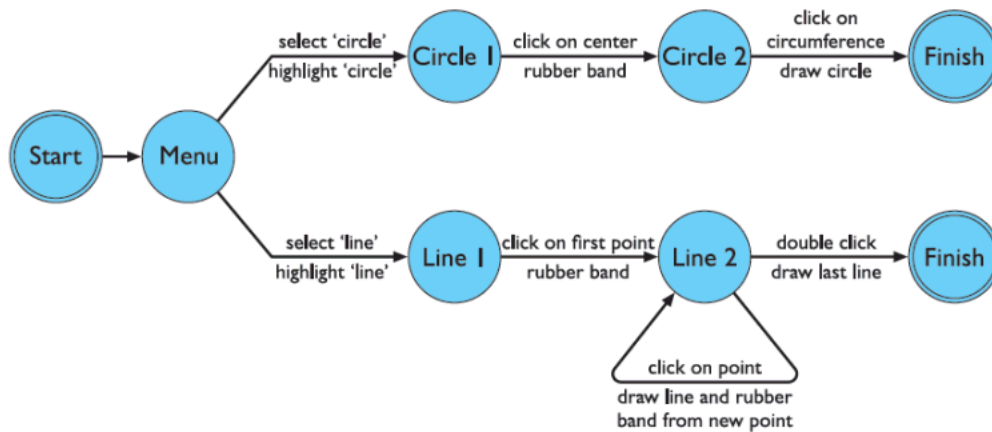 select 'circle'
highlight 'circle'
Circle 1
click on center
rubber band
Circle 2
click on
circumference
draw circle
Finish
Start
Menu
select 'line'
highlight 'line'
Line 1
click on first point
rubber band
Line 2
double click
draw last line
Finish
click on point
draw line and rubber
band from new point